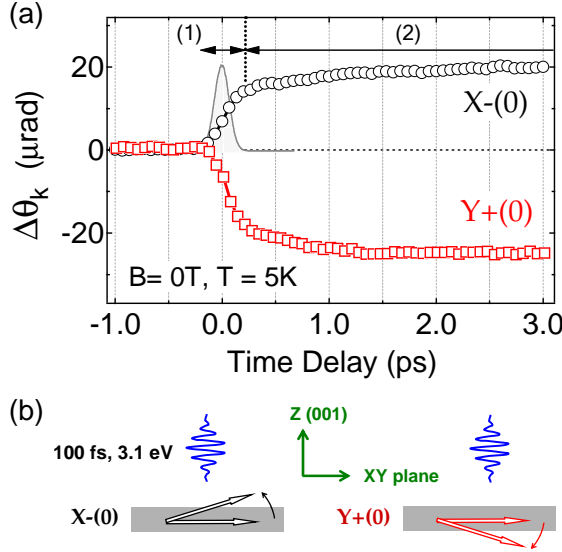 (a)
(1) (2)
20
0
-20
Δθk (μrad)
X-(0)
Y+(0)
B= 0T, T = 5K
-1.0 0.0 1.0 2.0 3.0
Time Delay (ps)
(b)
Z (001)
100 fs, 3.1 eV
XY plane
X-(0) Y+(0)